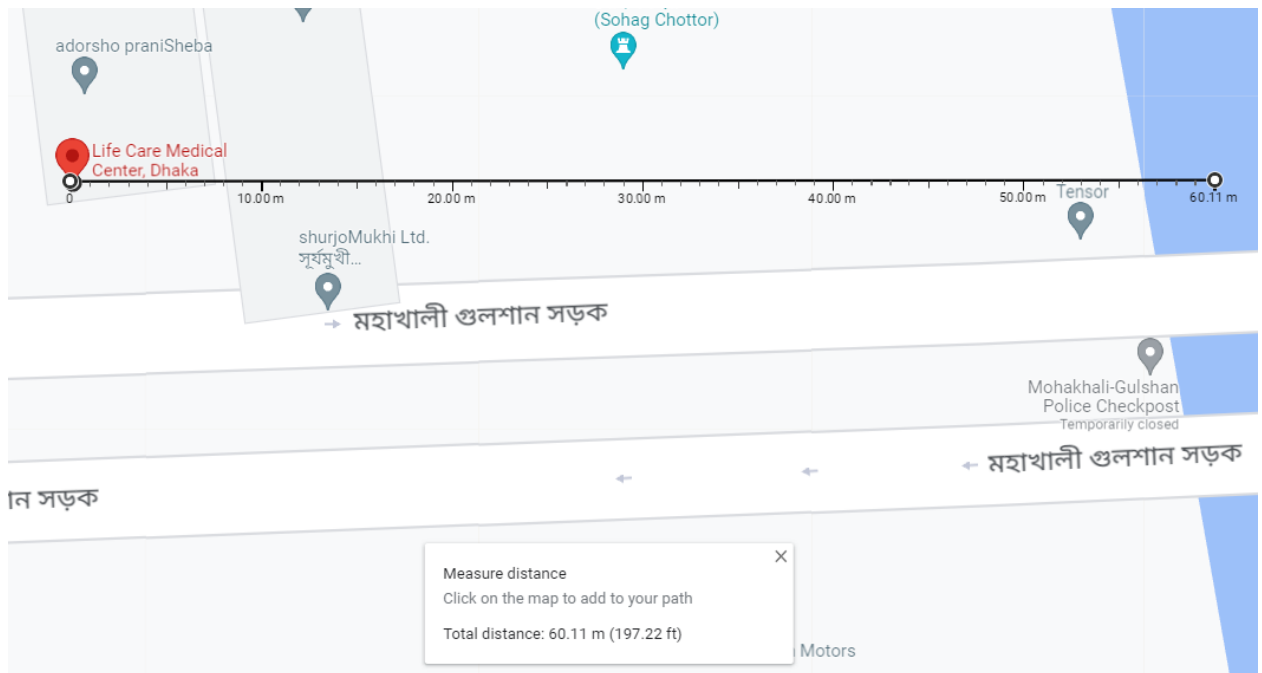 (Sohag Chottor)
adorsho praniSheba
Life Care Medical
Center, Dhaka
0
10.00 m
20.00 m
30.00 m
40.00 m
50.00 m
60.11 m
Tensor
shurjoMukhi Ltd.
সূর্যমুখী...
মহাখালী গুলশান সড়ক
Mohakhali-Gulshan
Police Checkpost
Temporarily closed
মহাখালী গুলশান সড়ক
ান সড়ক
Measure distance
Click on the map to add to your path
Total distance: 60.11 m (197.22 ft)
Motors